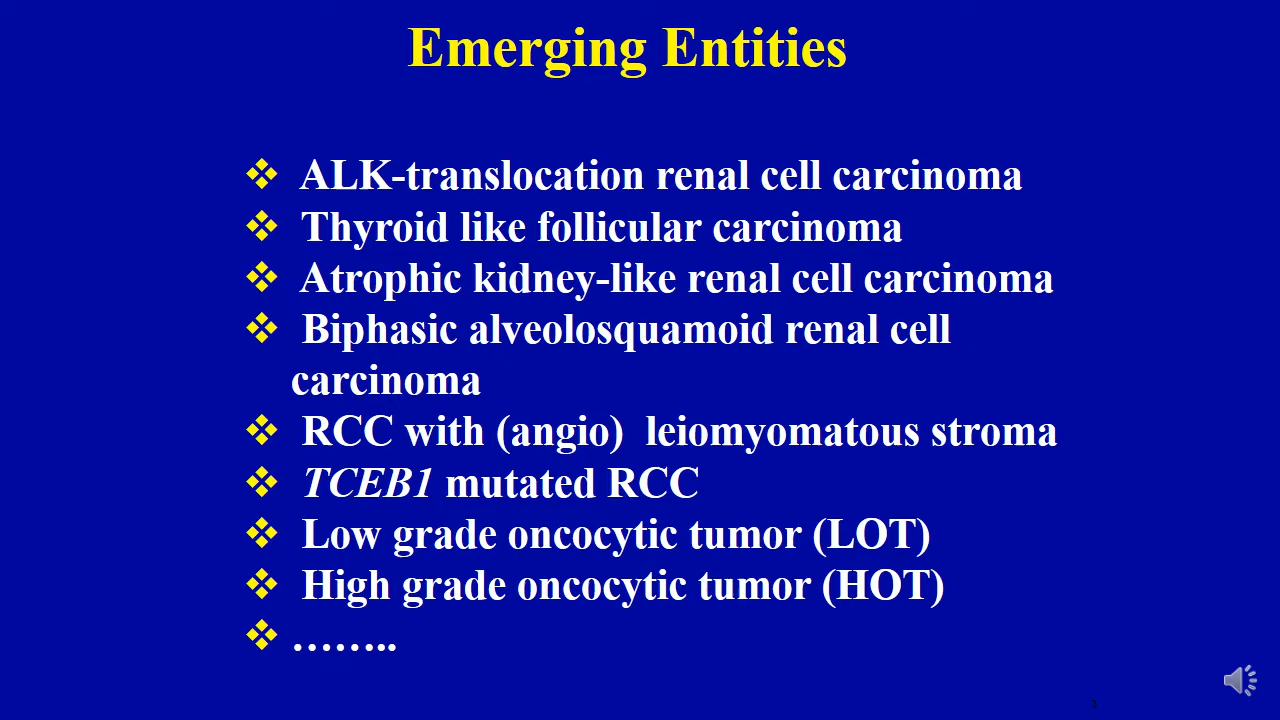 Emerging Entities
❖ ALK-translocation renal cell carcinoma
❖ Thyroid like follicular carcinoma
❖ Atrophic kidney-like renal cell carcinoma
❖ Biphasic alveolosquamoid renal cell
carcinoma
❖ RCC with (angio)  leiomyomatous stroma
❖ TCEB1 mutated RCC
❖ Low grade oncocytic tumor (LOT)
❖ High grade oncocytic tumor (HOT)
❖ ……..